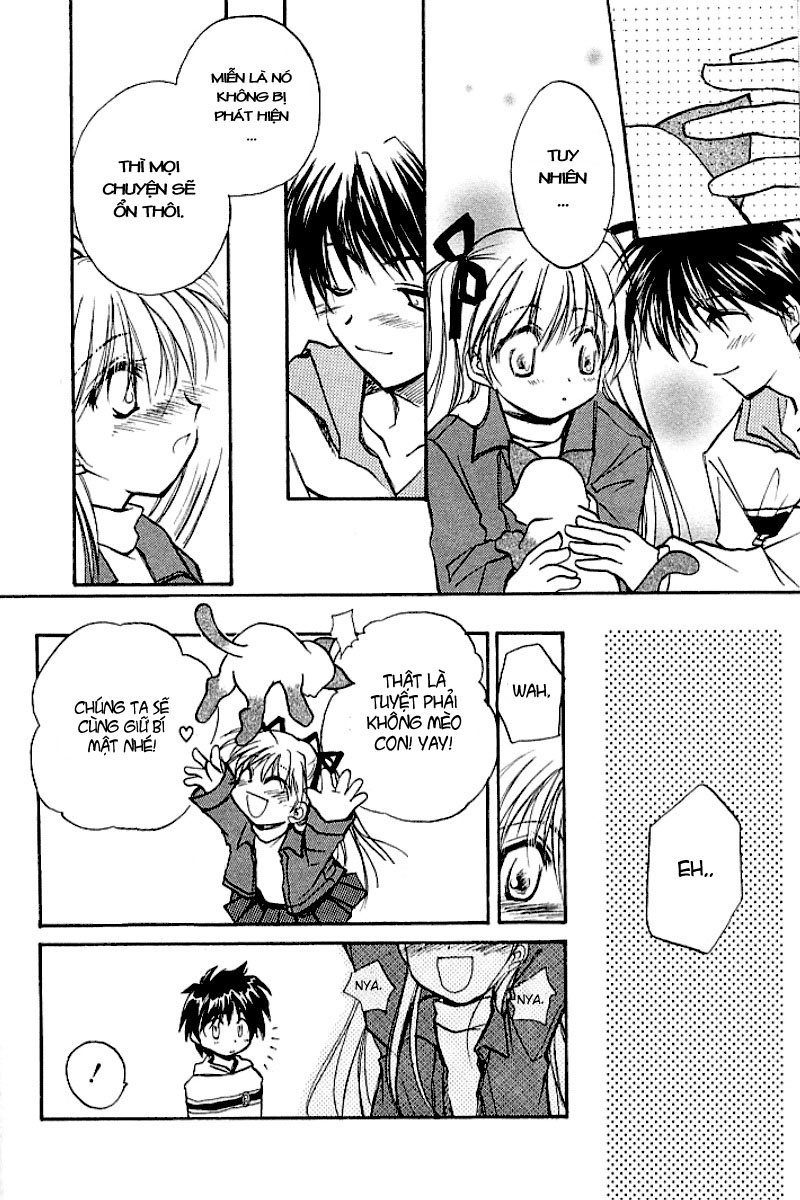 TUY
NHIÊN
...
MIỄN LÀ NÓ
KHÔNG BỊ
PHÁT HIỆN
...
THÌ MỌI
CHUYỆN SẼ
ỔN THÔI.
EH..
WAH.
THẬT LÀ
TUYỆT PHẢI
KHÔNG MÈO
CON! YAY!
CHÚNG TA SẼ
CÙNG GIỮ BÍ
MẬT NHÉ!
♡
NYA.
NYA.
!